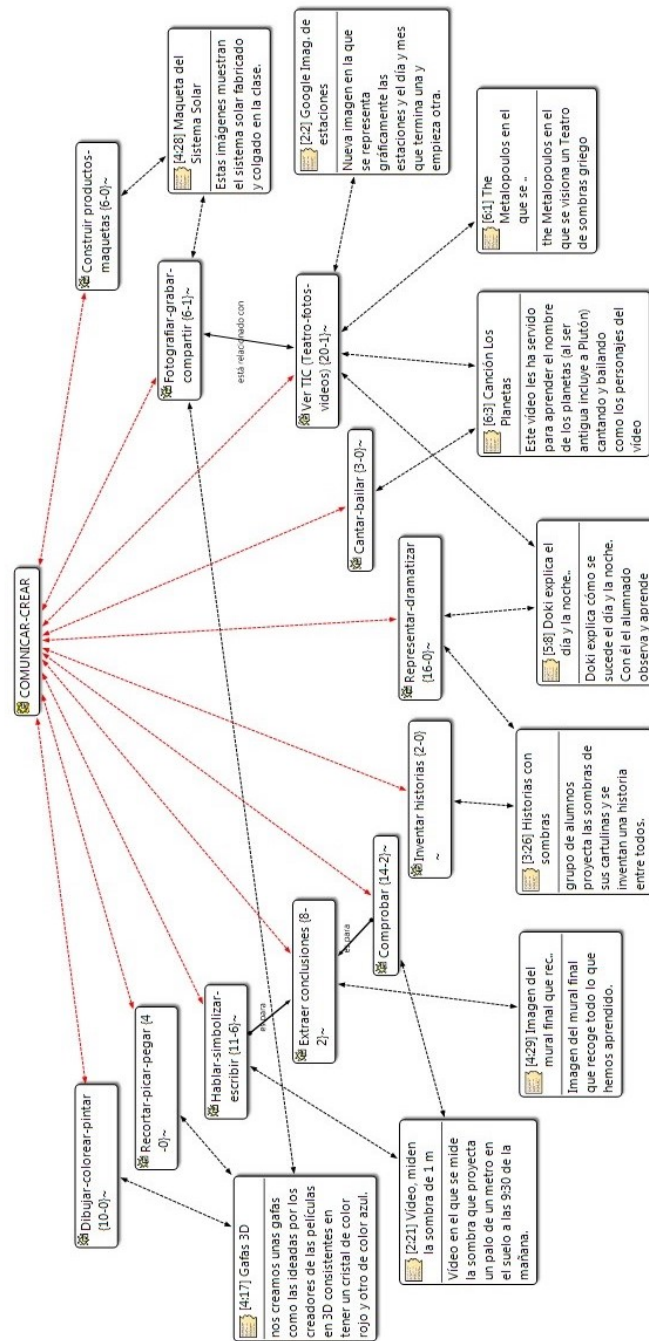 COMUNICAR-CREAR
Dibujar-colorear-pintar
{10-0}~
Recortar-picar-pegar {4
-0}~
Hablar-simbolizar-
escribir {11-6}~
es para
Extraer conclusiones {8-
2}~
es para
Comprobar {14-2}~
Inventar historias {2-0}
~
Representar-dramatizar
{16-0}~
Cantar-bailar {3-0}~
Ver TIC (Teatro-fotos-
vídeos) {20-1}~
está relacionado con
Fotografiar-grabar-
compartir {6-1}~
Construir productos-
maquetas {6-0}~
[4:17] Gafas 3D
nos creamos unas gafas
como las ideadas por los
creadores de las películas
en 3D consistentes en
tener un cristal de color
rojo y otro de color azul.
[2:21] Vídeo, miden
la sombra de 1 m
Vídeo en el que se mide
la sombra que proyecta
un palo de un metro en
el suelo a las 9:30 de la
mañana.
[4:29] Imagen del
mural final que rec..
Imagen del mural final
que recoge todo lo que
hemos aprendido.
[3:26] Historias con
sombras
grupo de alumnos
proyecta las sombras de
sus cartulinas y se
inventan una historia
entre todos.
[5:8] Doki explica el
día y la noche..
Doki explica cómo se
sucede el día y la noche.
Con él el alumnado
observa y aprende
[6:3] Canción Los
Planetas
Este vídeo les ha servido
para aprender el nombre
de los planetas (al ser
antigua incluye a Plutón)
cantando y bailando
como los personajes del
vídeo
[6:1] The
Metalopoulos en el
que se ..
the Metalopoulos en el
que se visiona un Teatro
de sombras griego
[2:2] Google Imag. de
estaciones
Nueva imagen en la que
se representa
gráficamente las
estaciones y el día y mes
que termina una y
empieza otra.
[4:28] Maqueta del
Sistema Solar
Estas imágenes muestran
el sistema solar fabricado
y colgado en la clase.